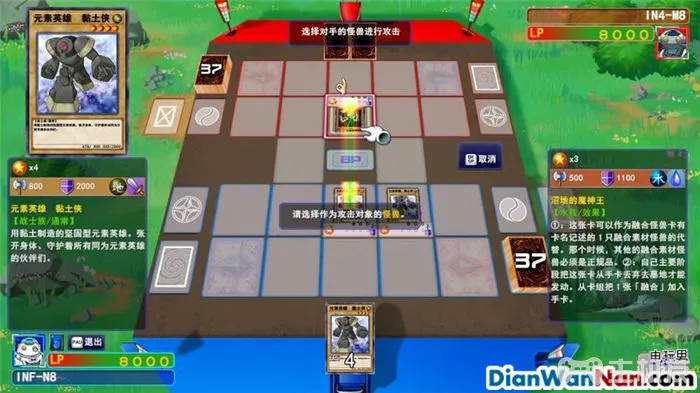 元素英雄 黏土侠
选择对手的怪兽进行攻击
IN4-M8
LP 8000
37
BP
BP
取消
x4
800 2000
元素英雄 黏土侠
【战士族/通常】
用黏土制造的坚固型元素英雄。张
开身体、守护着所有同为元素英雄
的伙伴们。
请选择作为攻击对象的怪兽。
x3
500 1100
沼地的魔神王
【水族/效果】
①：这张卡可以作为融合怪兽卡有
卡名记述的1只融合素材怪兽的代
替。那个时候，其他的融合素材怪
兽必须是正规品。②：自己主要阶
段把这张卡从手卡丢弃去墓地才能
发动。从卡组把1张「融合」加入
手卡。
37
元素英雄 黏土侠
4
PAU 退出
LP 8000
INF-N8
电玩男
DianWanNan.com